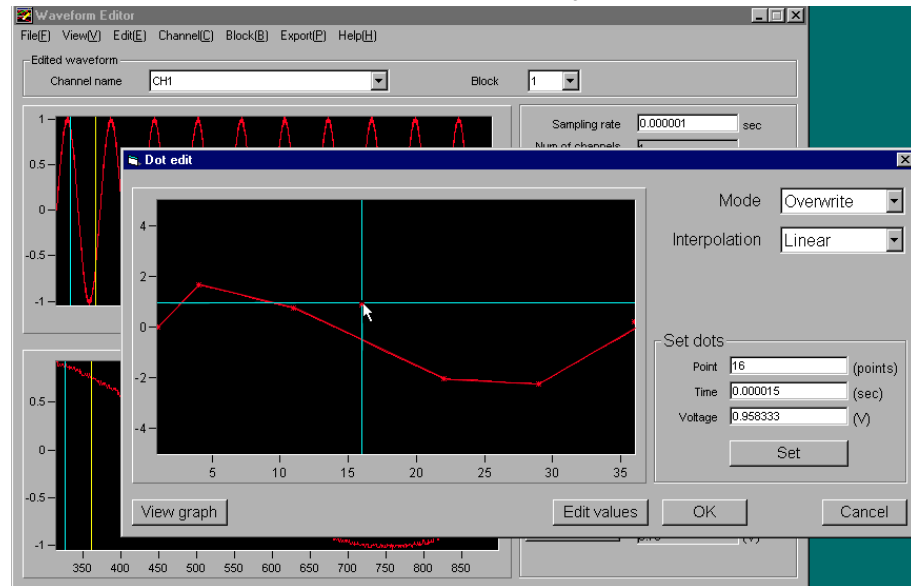 Waveform Editor
File(F) View(V) Edit(E) Channel(C) Block(B) Export(P) Help(H)
Edited waveform
Channel name CH1 Block 1
1
0.5
0
-0.5
-1
Sampling rate 0.000001 sec
Num of channels
Dot edit
4
2
0
-2
-4
5 10 15 20 25 30 35
Mode Overwrite
Interpolation Linear
Set dots
Point 16 (points)
Time 0.000015 (sec)
Voltage 0.958333 (V)
Set
View graph Edit values OK Cancel
0.5
0
-0.5
-1
350 400 450 500 550 600 650 700 750 800 850
(V)